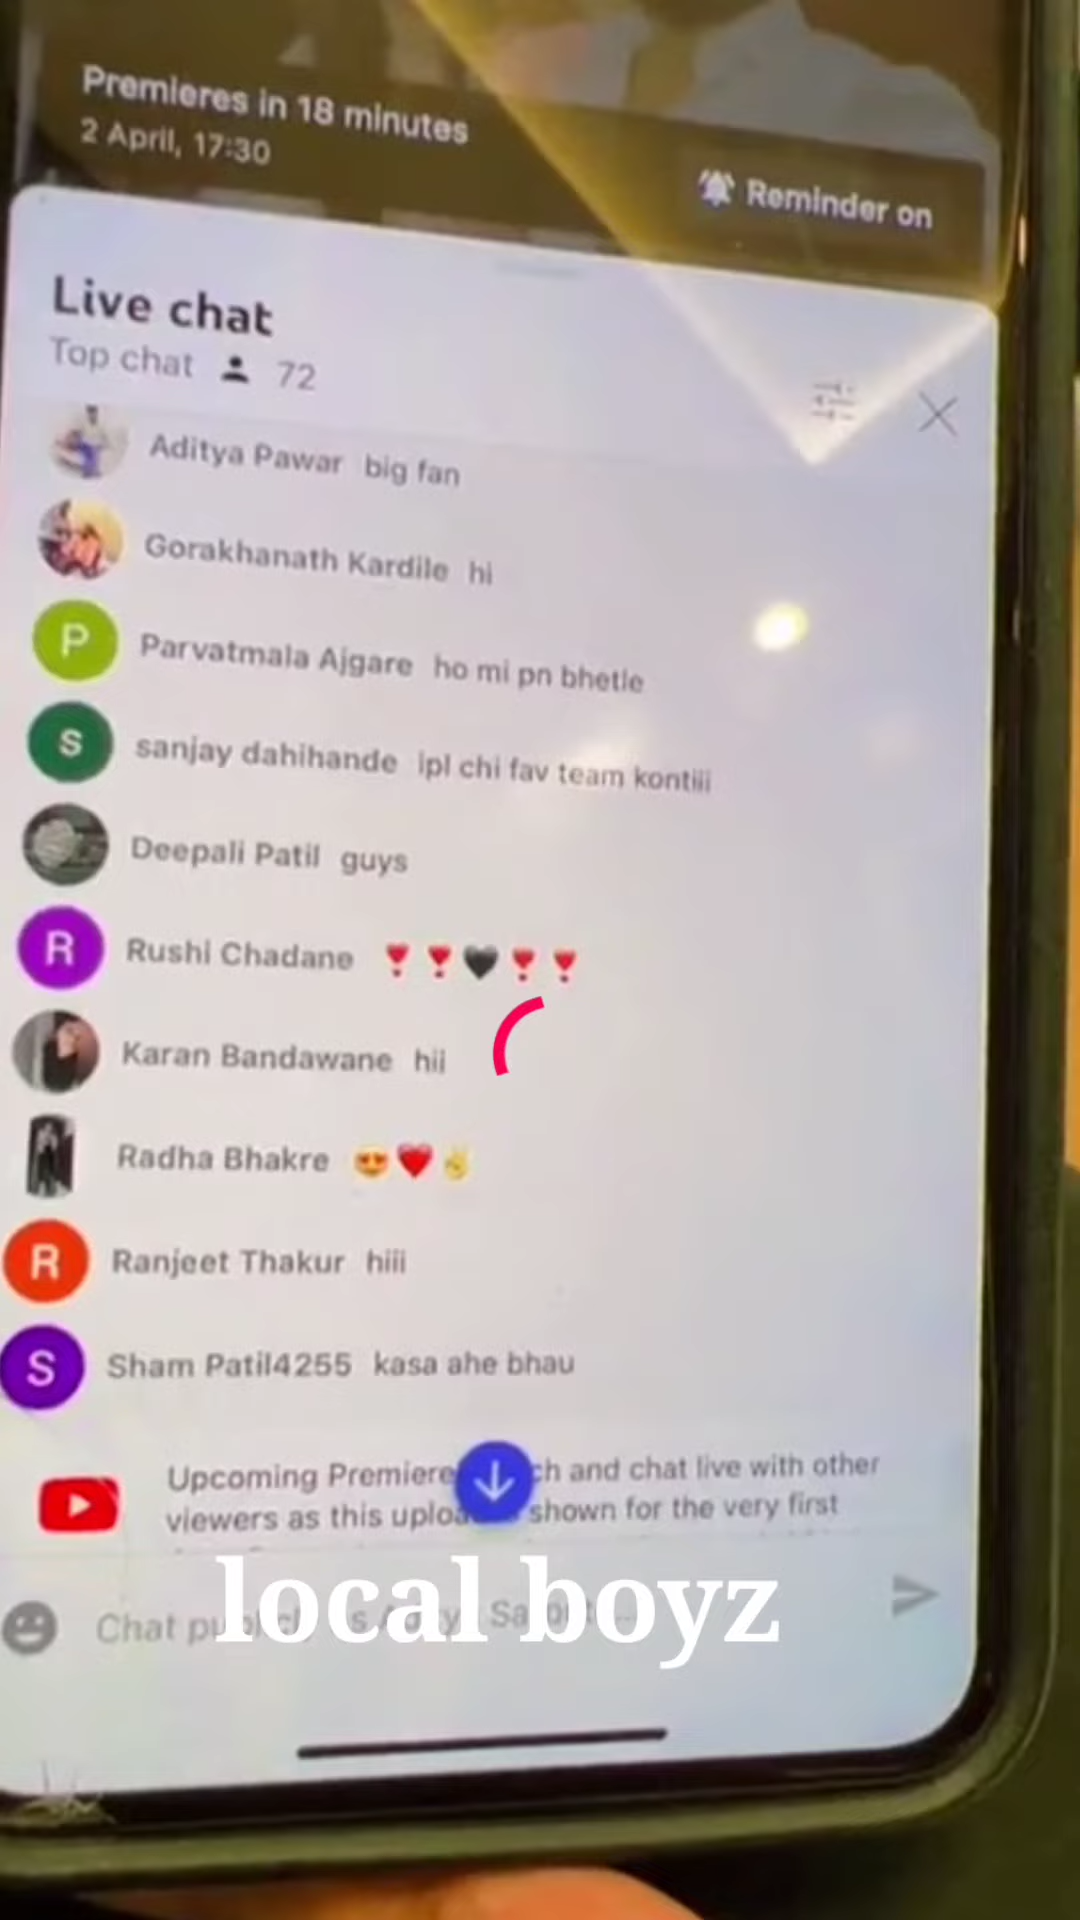 Premieres in 18 minutes
2 April, 17:30
Reminder on
Live chat
Top chat 72
Aditya Pawar big fan
Gorakhanath Kardile hi
P Parvatmala Ajgare ho mi pn bhetle
S sanjay dahihande ipl chi fav team kontiii
Deepali Patil guys
R Rushi Chadane ❣️❣️🖤❣️❣️
Karan Bandawane hii
Radha Bhakre 😍❤️✌️
R Ranjeet Thakur hiii
S Sham Patil4255 kasa ahe bhau
Upcoming Premiere and chat live with other
viewers as this shown for the very first
Chat
local boyz